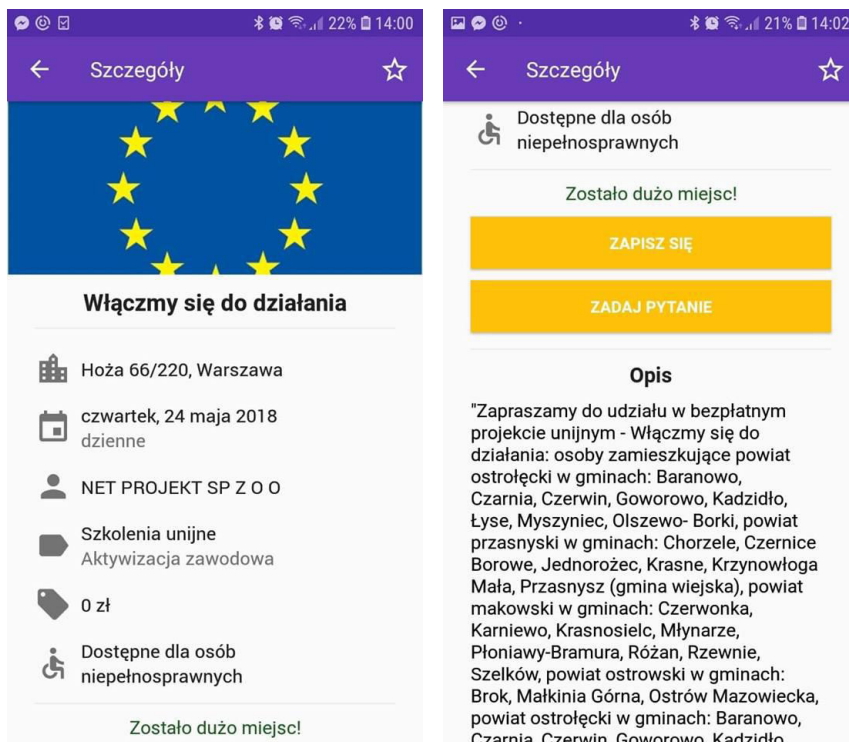 22% 14:00
Szczegóły
Włączmy się do działania
Hoża 66/220, Warszawa
czwartek, 24 maja 2018
dzienne
NET PROJEKT SP Z O O
Szkolenia unijne
Aktywizacja zawodowa
0 zł
Dostępne dla osób
niepełnosprawnych
Zostało dużo miejsc!
21% 14:02
Szczegóły
Dostępne dla osób
niepełnosprawnych
Zostało dużo miejsc!
ZAPISZ SIĘ
ZADAJ PYTANIE
Opis
"Zapraszamy do udziału w bezpłatnym
projekcie unijnym - Włączmy się do
działania: osoby zamieszkujące powiat
ostrołęcki w gminach: Baranowo,
Czarnia, Czerwin, Goworowo, Kadzidło,
Łyse, Myszyniec, Olszewo- Borki, powiat
przasnyski w gminach: Chorzele, Czernice
Borowe, Jednorożec, Krasne, Krzynowłoga
Mała, Przasnysz (gmina wiejska), powiat
makowski w gminach: Czerwonka,
Karniewo, Krasnosielc, Młynarze,
Płoniawy-Bramura, Różan, Rzewnie,
Szelków, powiat ostrowski w gminach:
Brok, Małkinia Górna, Ostrów Mazowiecka,
powiat ostrołęcki w gminach: Baranowo,
Czarnia, Czerwin, Goworowo, Kadzidło